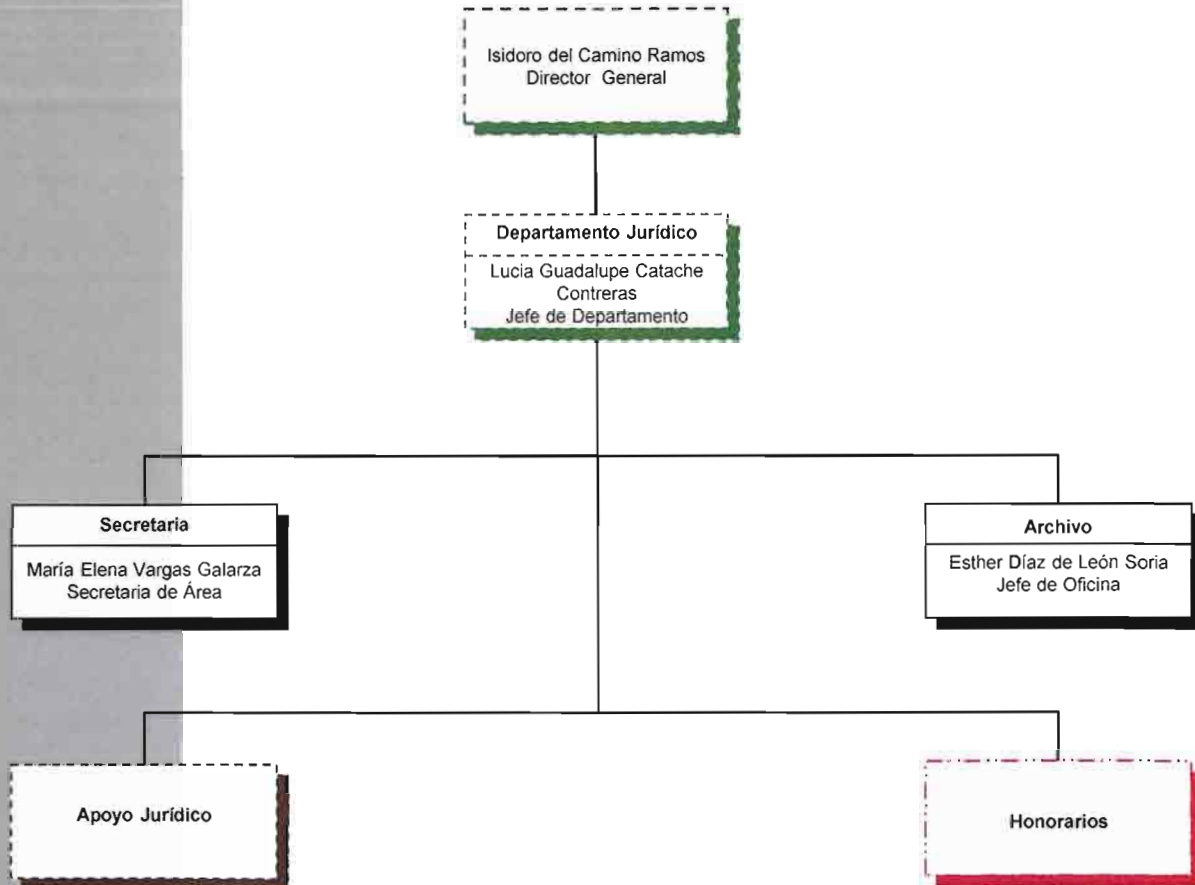 Isidoro del Camino Ramos
Director General
Departamento Jurídico
Lucia Guadalupe Catache
Contreras
Jefe de Departamento
Secretaria
María Elena Vargas Galarza
Secretaria de Área
Archivo
Esther Díaz de León Soria
Jefe de Oficina
Apoyo Jurídico
Honorarios